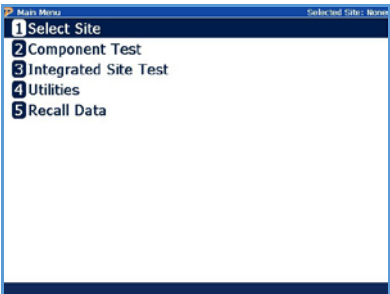 Main Menu Selected Site: None
1 Select Site
2 Component Test
3 Integrated Site Test
4 Utilities
5 Recall Data